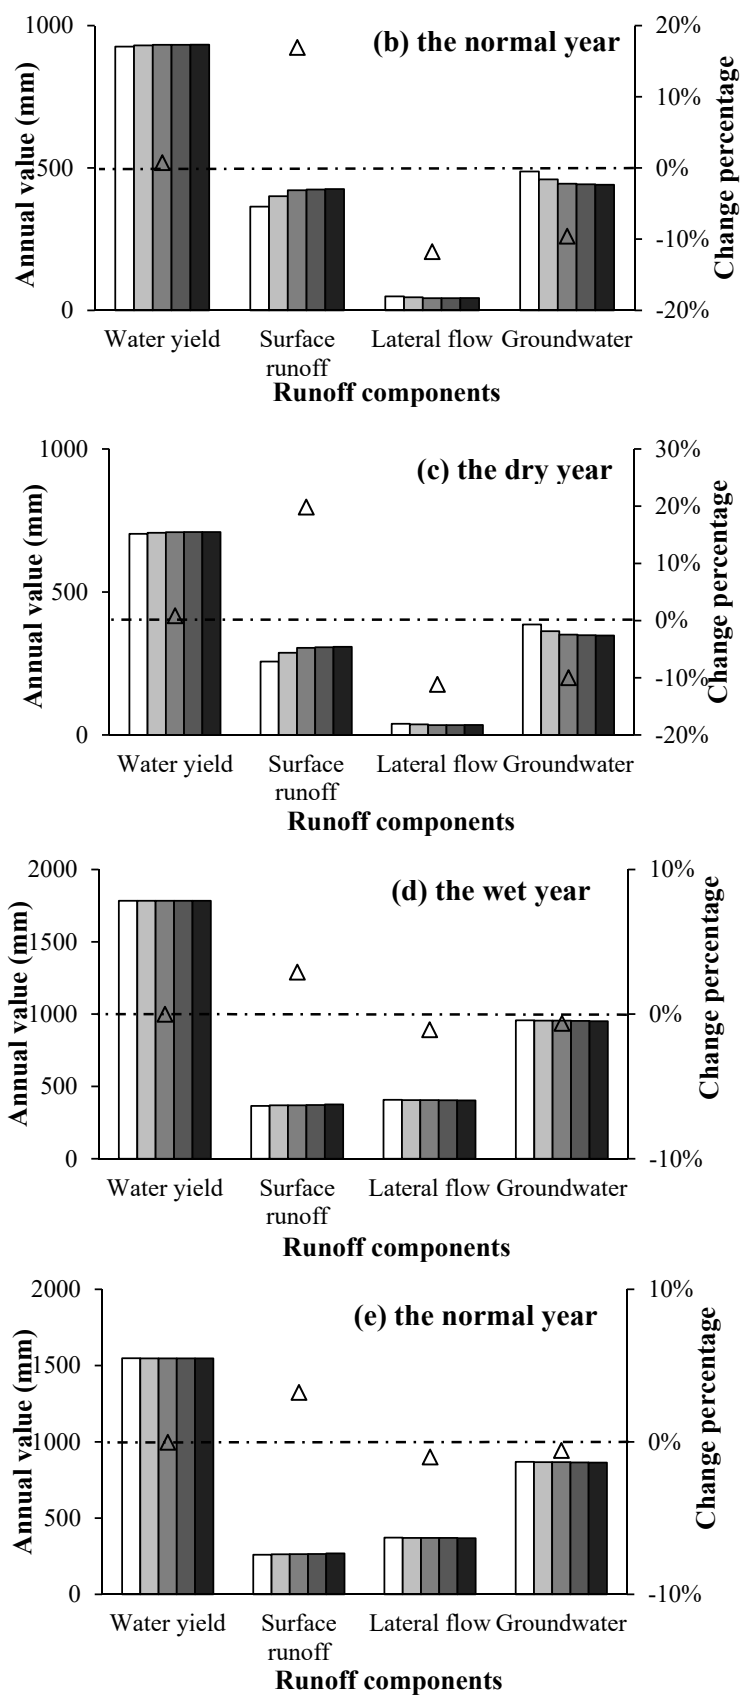 (b) the normal year
Annual value (mm)
1000
500
0
20%
10%
0%
-10%
-20%
Change percentage
Water yield
Surface
runoff
Lateral flow
Groundwater
Runoff components
(c) the dry year
Annual value (mm)
1000
500
0
30%
20%
10%
0%
-10%
-20%
Change percentage
Water yield
Surface
runoff
Lateral flow
Groundwater
Runoff components
(d) the wet year
Annual value (mm)
2000
1500
1000
500
0
10%
0%
-10%
Change percentage
Water yield
Surface
runoff
Lateral flow
Groundwater
Runoff components
(e) the normal year
Annual value (mm)
2000
1500
1000
500
0
10%
0%
-10%
Change percentage
Water yield
Surface
runoff
Lateral flow
Groundwater
Runoff components